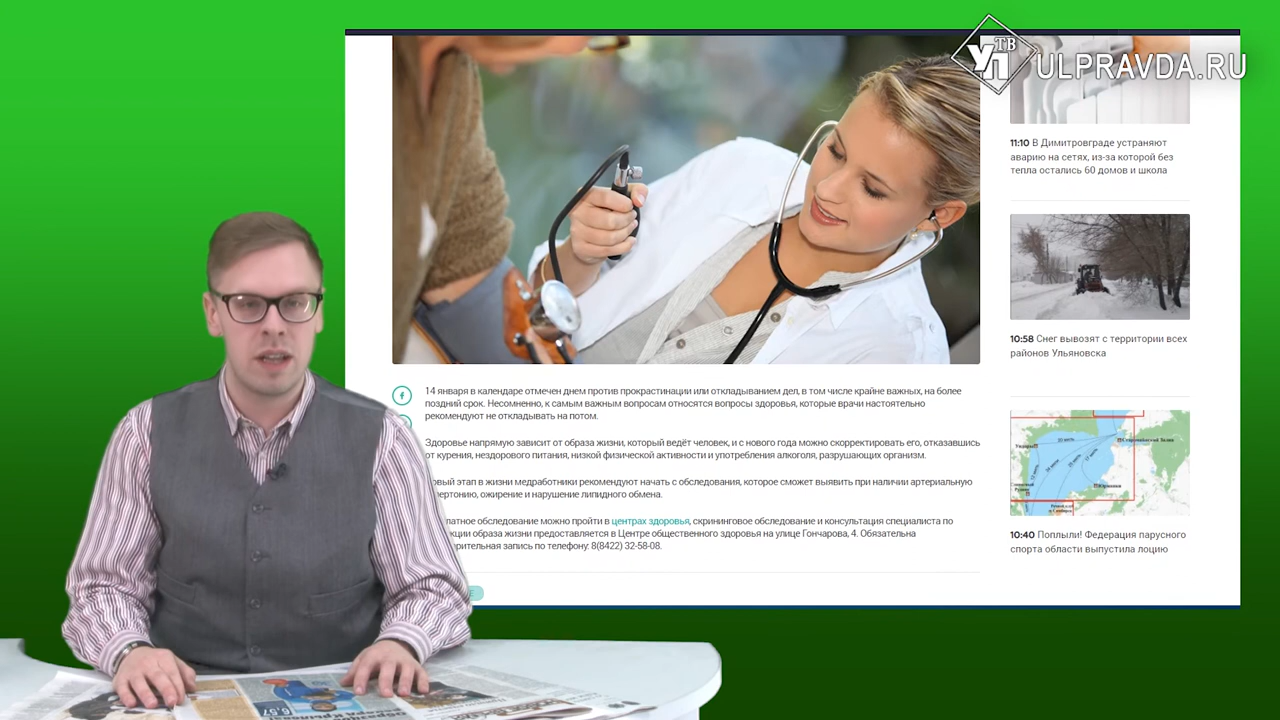 УП ТВ
ULPRAVDA.RU
14 января в календаре отмечен днем против прокрастинации или откладыванием дел, в том числе крайне важных, на более
поздний срок. Несомненно, к самым важным вопросам относятся вопросы здоровья, которые врачи настоятельно
рекомендуют не откладывать на потом.
Здоровье напрямую зависит от образа жизни, который ведёт человек, и с нового года можно скорректировать его, отказавшись
от курения, нездорового питания, низкой физической активности и употребления алкоголя, разрушающих организм.
этап в жизни медработники рекомендуют начать с обследования, которое сможет выявить при наличии артериальную
ожирение и нарушение липидного обмена.
обследование можно пройти в центрах здоровья, скрининговое обследование и консультация специалиста по
образа жизни предоставляется в Центре общественного здоровья на улице Гончарова, 4. Обязательна
запись по телефону: 8(8422) 32-58-08.
11:10 В Димитровграде устраняют
аварию на сетях, из-за которой без
тепла остались 60 домов и школа
10:58 Снег вывозят с территории всех
районов Ульяновска
10:40 Поплыли! Федерация парусного
спорта области выпустила лоцию